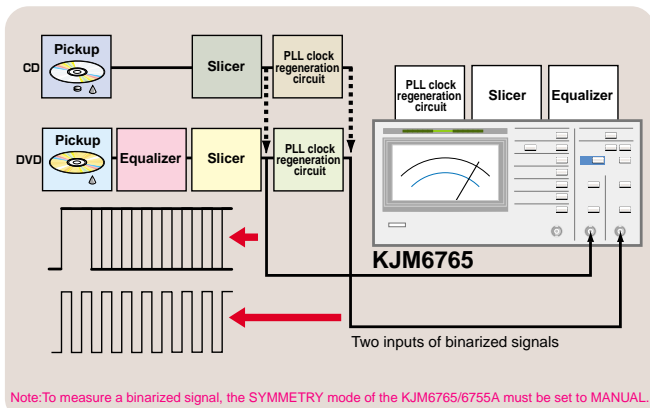 CD
Pickup
Slicer
PLL clock
regeneration
circuit
DVD
Pickup
Equalizer
Slicer
PLL clock
regeneration
circuit
PLL clock
regeneration
circuit
Slicer
Equalizer
KJM6765
Two inputs of binarized signals
Note:To measure a binarized signal, the SYMMETRY mode of the KJM6765/6755A must be set to MANUAL.